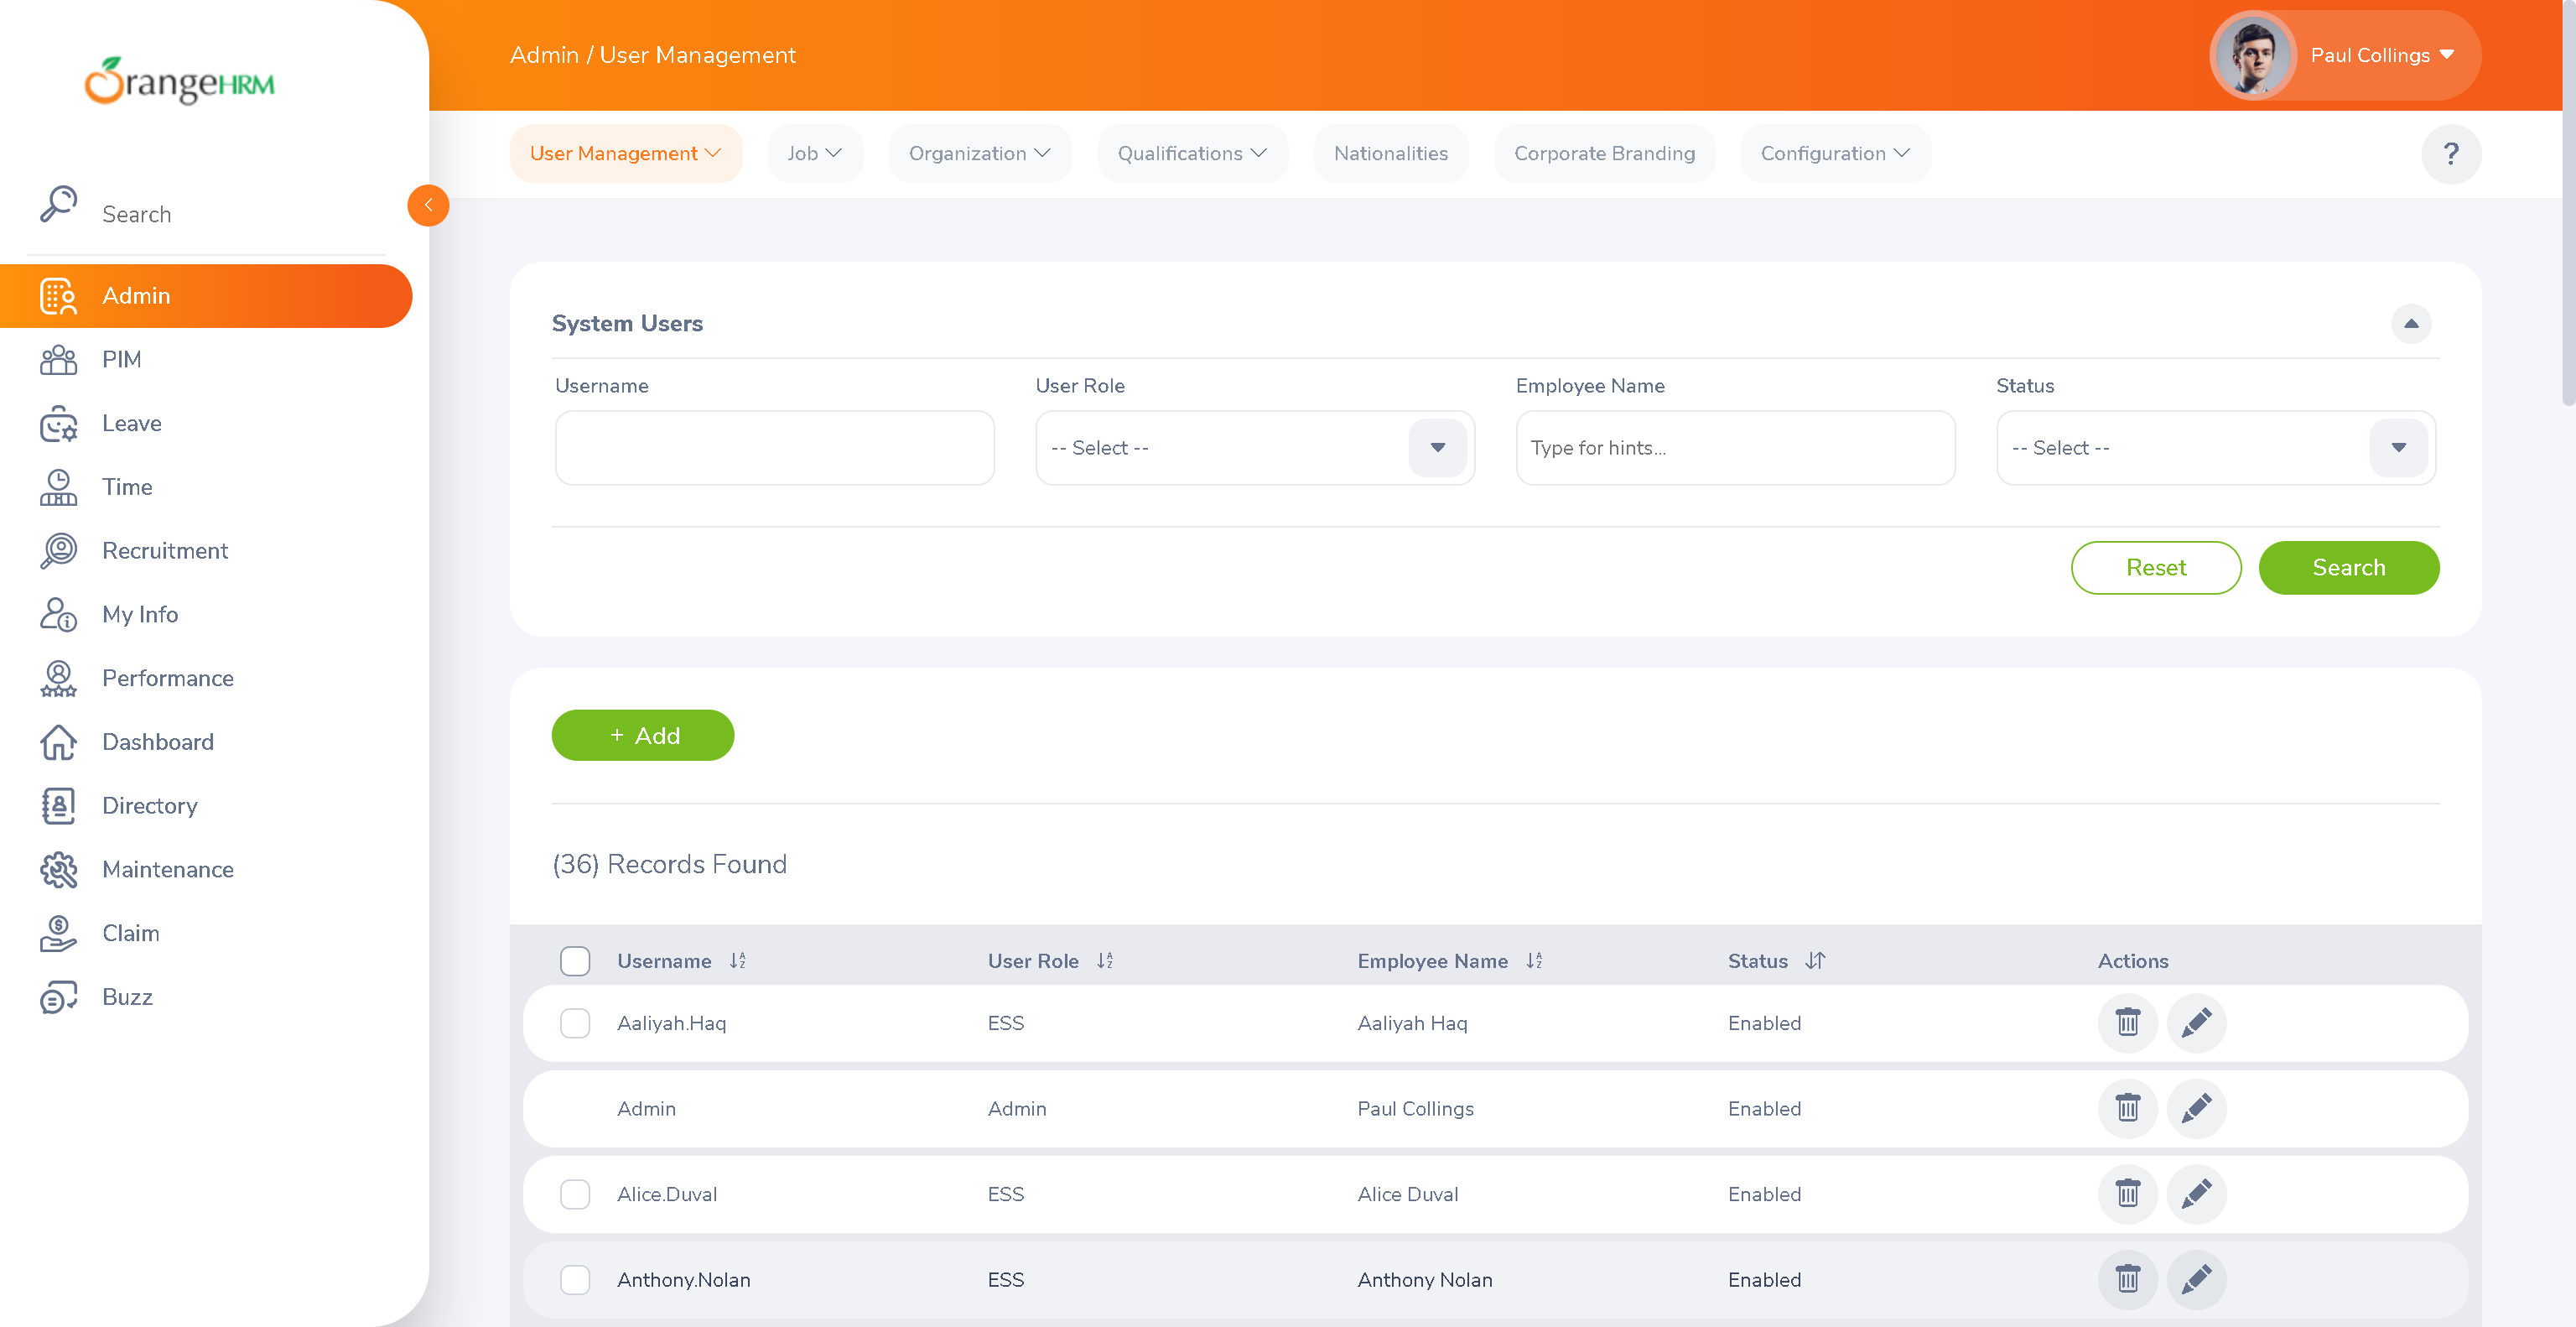 OrangeHRM
Search
Admin
PIM
Leave
Time
Recruitment
My Info
Performance
Dashboard
Directory
Maintenance
Claim
Buzz
Admin / User Management
Paul Collings
User Management
Job
Organization
Qualifications
Nationalities
Corporate Branding
Configuration
?
System Users
Username
User Role
Employee Name
Status
-- Select --
Type for hints...
-- Select --
Reset
Search
+ Add
(36) Records Found
Username User Role Employee Name Status Actions
Aaliyah.Haq ESS Aaliyah Haq Enabled
Admin Admin Paul Collings Enabled
Alice.Duval ESS Alice Duval Enabled
Anthony.Nolan ESS Anthony Nolan Enabled